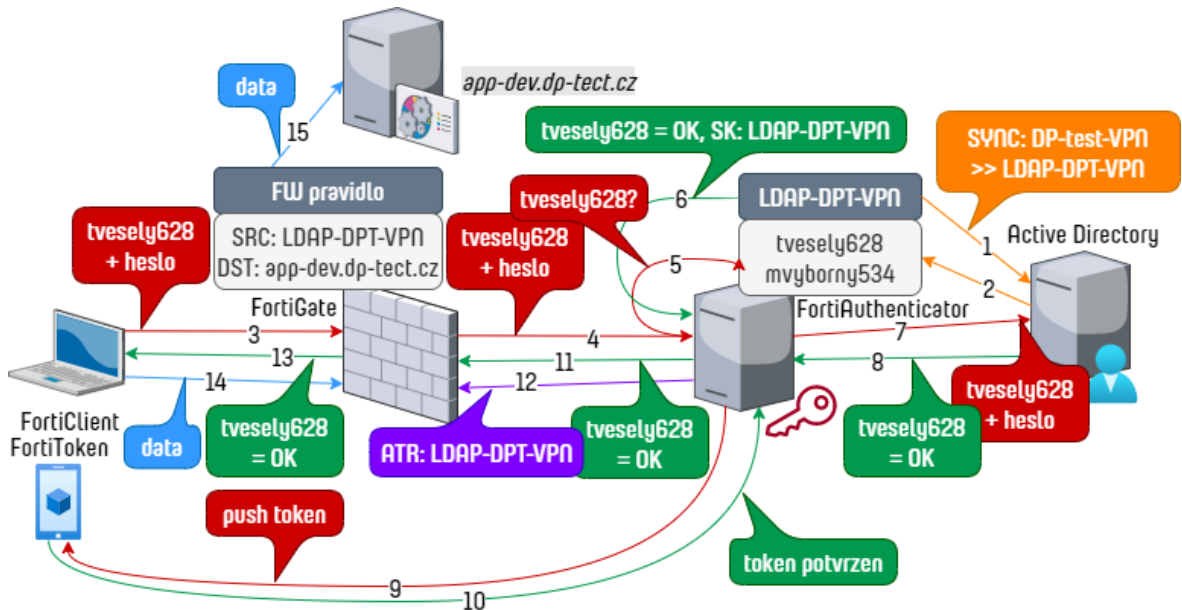 app-dev.dp-tect.cz
data
15
tvesely628 = OK, SK: LDAP-DPT-VPN
SYNC: DP-test-VPN
>> LDAP-DPT-VPN
FW pravidlo
SRC: LDAP-DPT-VPN
DST: app-dev.dp-tect.cz
tvesely628
+ heslo
tvesely628
+ heslo
tvesely628?
6
5
LDAP-DPT-VPN
tvesely628
mvyborny534
1
2
Active Directory
FortiGate
FortiAuthenticator
3
4
7
13
11
8
14
12
FortiClient
FortiToken
data
tvesely628
= OK
ATR: LDAP-DPT-VPN
tvesely628
= OK
tvesely628
= OK
tvesely628
+ heslo
push token
token potvrzen
9
10